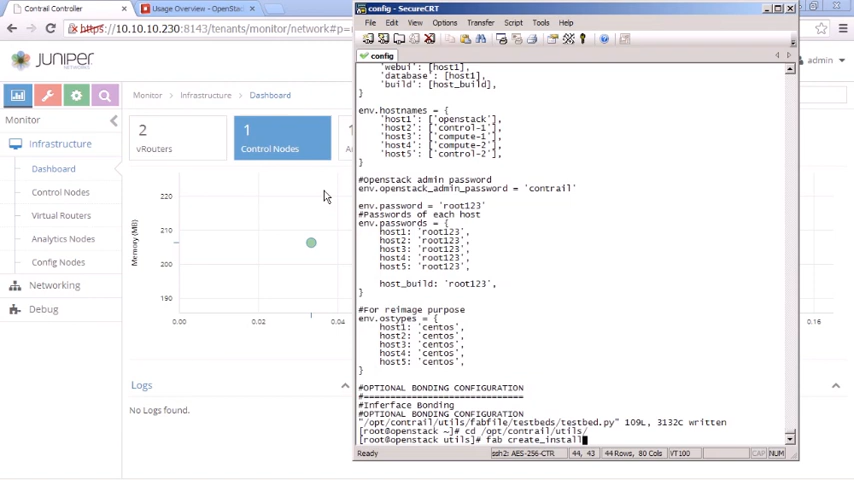 Contrail Controller
Usage Overview - OpenSta
https://10.10.10.230:8143/tenants/monitor/network#p=
JUNIPER
NETWORKS
admin
Monitor
Infrastructure
Dashboard
Control Nodes
Virtual Routers
Analytics Nodes
Config Nodes
Networking
Debug
Monitor
Infrastructure
Dashboard
2
vRouters
1
Control Nodes
Memory (MB)
220
210
200
190
0.00
0.02
0.04
0.16
Logs
No Logs found.
config - SecureCRT
File Edit View Options Transfer Script Tools Help
config
'webui': [host1],
'database': [host1],
'build': [host_build],
}
env.hostnames = {
'host1': ['openstack'],
'host2': ['control-1'],
'host3': ['compute-1'],
'host4': ['compute-2'],
'host5': ['control-2'],
}
#Openstack admin password
env.openstack_admin_password = 'contrail'
env.password = 'root123'
#Passwords of each host
env.passwords = {
host1: 'root123',
host2: 'root123',
host3: 'root123',
host4: 'root123',
host5: 'root123',
host_build: 'root123',
}
#For reimage purpose
env.ostypes = {
host1: 'centos',
host2: 'centos',
host3: 'centos',
host4: 'centos',
host5: 'centos',
}
#OPTIONAL BONDING CONFIGURATION
#==============================
#Inferface Bonding
#OPTIONAL BONDING CONFIGURATION
"/opt/contrail/utils/fabfile/testbeds/testbed.py" 109L, 3132C written
[root@openstack ~]# cd /opt/contrail/utils/
[root@openstack utils]# fab create_install
Ready
ssh2: AES-256-CTR
44, 43
44 Rows, 80 Cols
VT100
CAP NUM